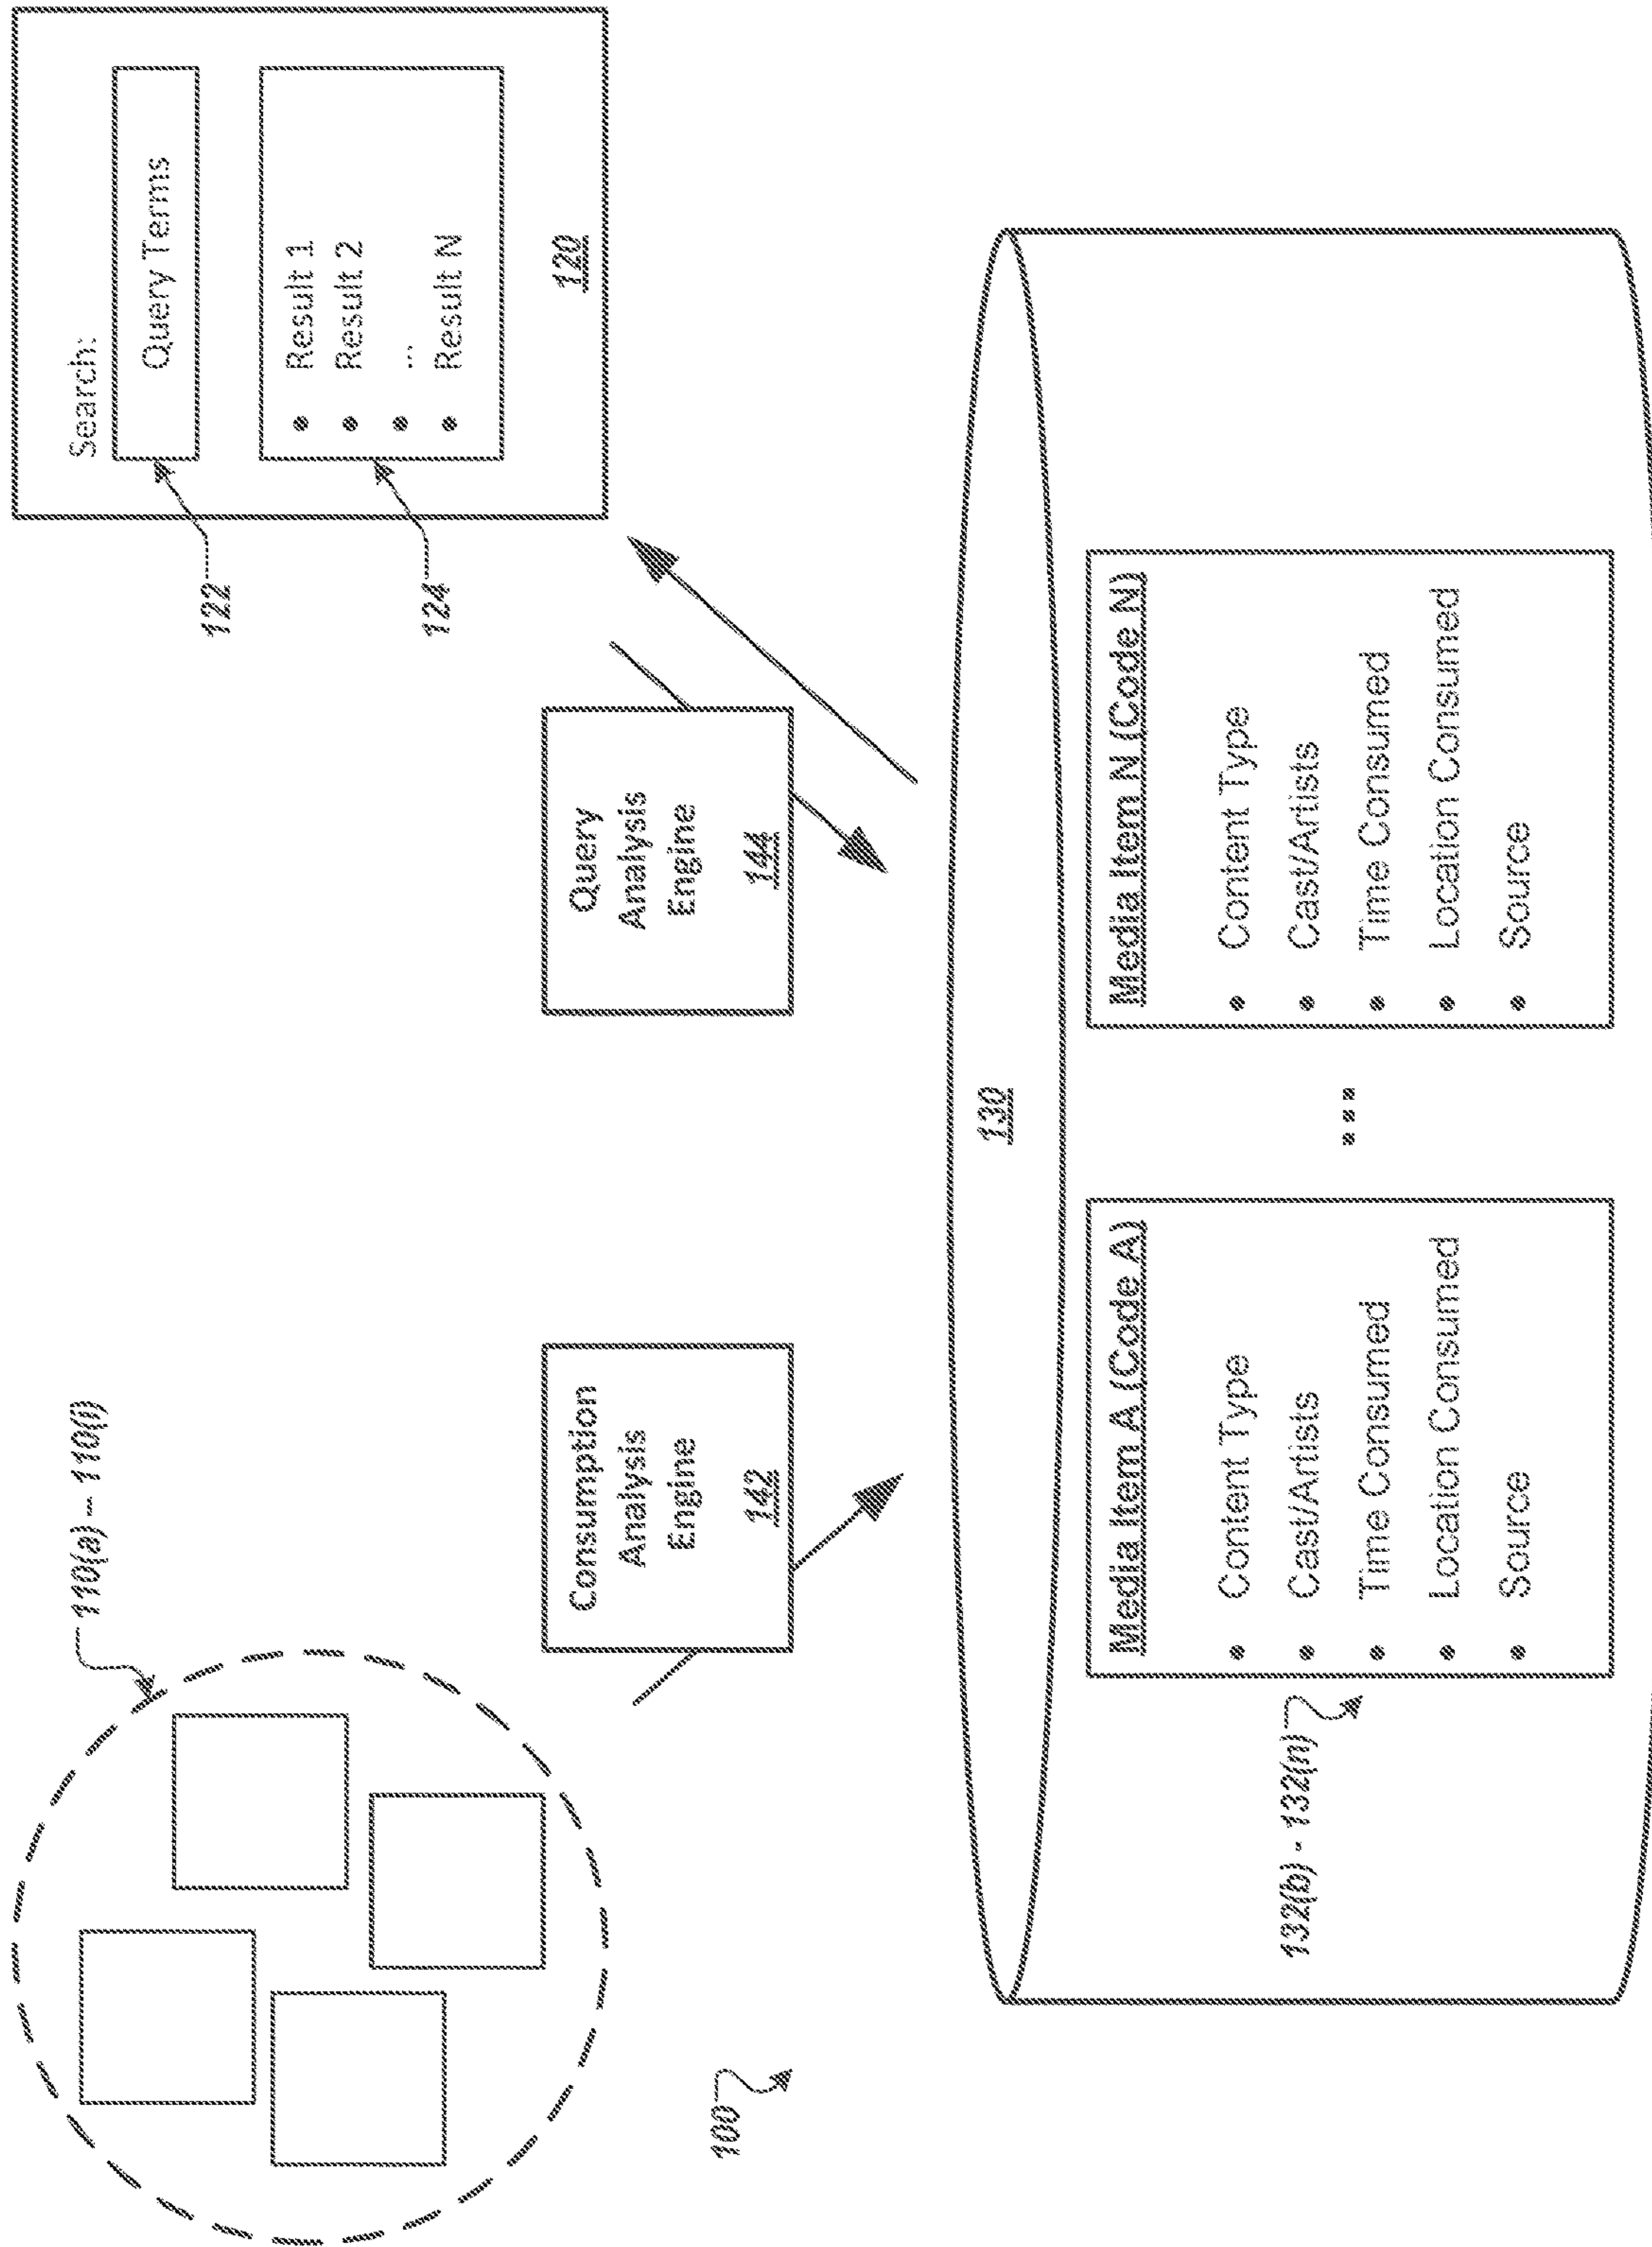 110(a) – 110(i)
Search:
Query Terms
122
• Result 1
• Result 2
• ...
• Result N
124
120
Consumption
Analysis
Engine
142
Query
Analysis
Engine
144
100
130
Media Item A (Code A)
• Content Type
• Cast/Artists
• Time Consumed
• Location Consumed
• Source
132(b) - 132(n)
...
Media Item N (Code N)
• Content Type
• Cast/Artists
• Time Consumed
• Location Consumed
• Source